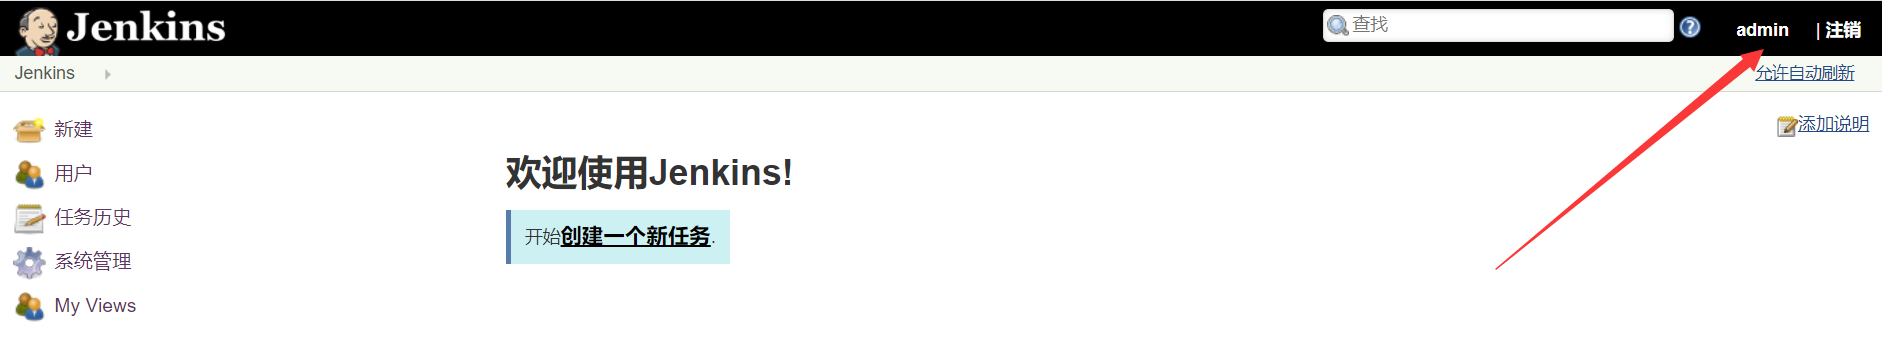 Jenkins
查找
admin
| 注销
Jenkins
允许自动刷新
添加说明
新建
用户
任务历史
系统管理
My Views
欢迎使用Jenkins!
开始创建一个新任务.